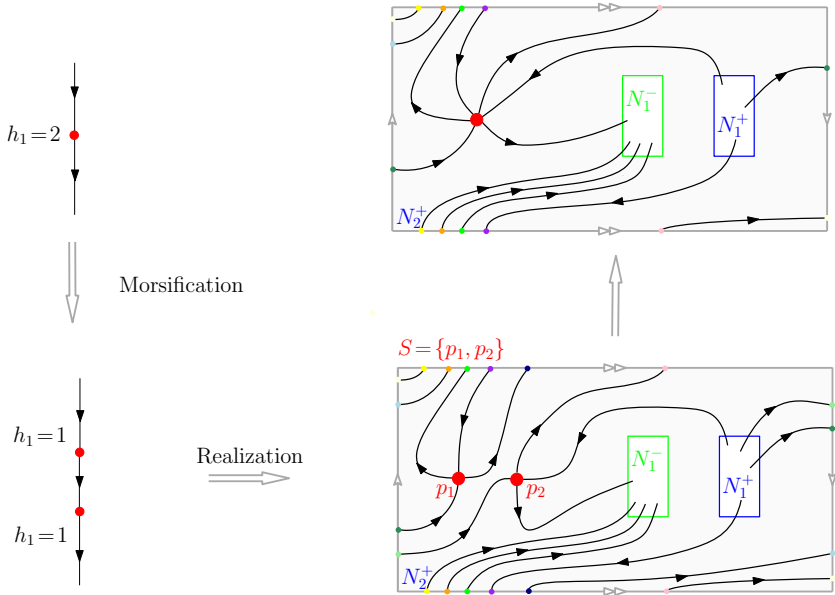 h₁=2
N₁⁻
N₁⁺
N₂⁺
Morsification
S={p₁, p₂}
h₁=1
Realization
h₁=1
N₁⁻
p₁
p₂
N₁⁺
N₂⁺